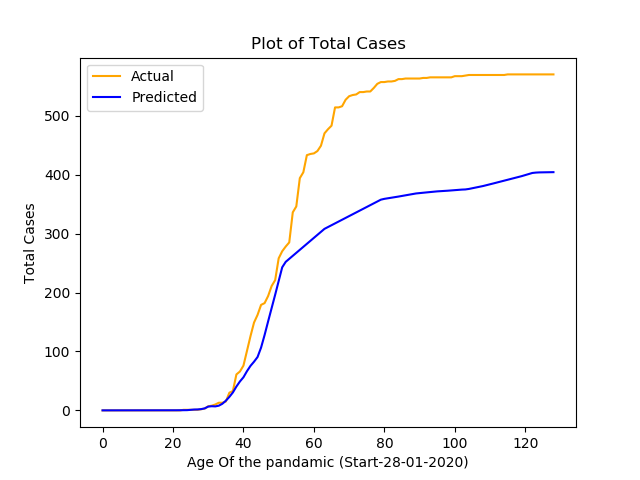 Plot of Total Cases
Actual
Predicted
500
400
300
200
100
0
Total Cases
0 20 40 60 80 100 120
Age Of the pandamic (Start-28-01-2020)